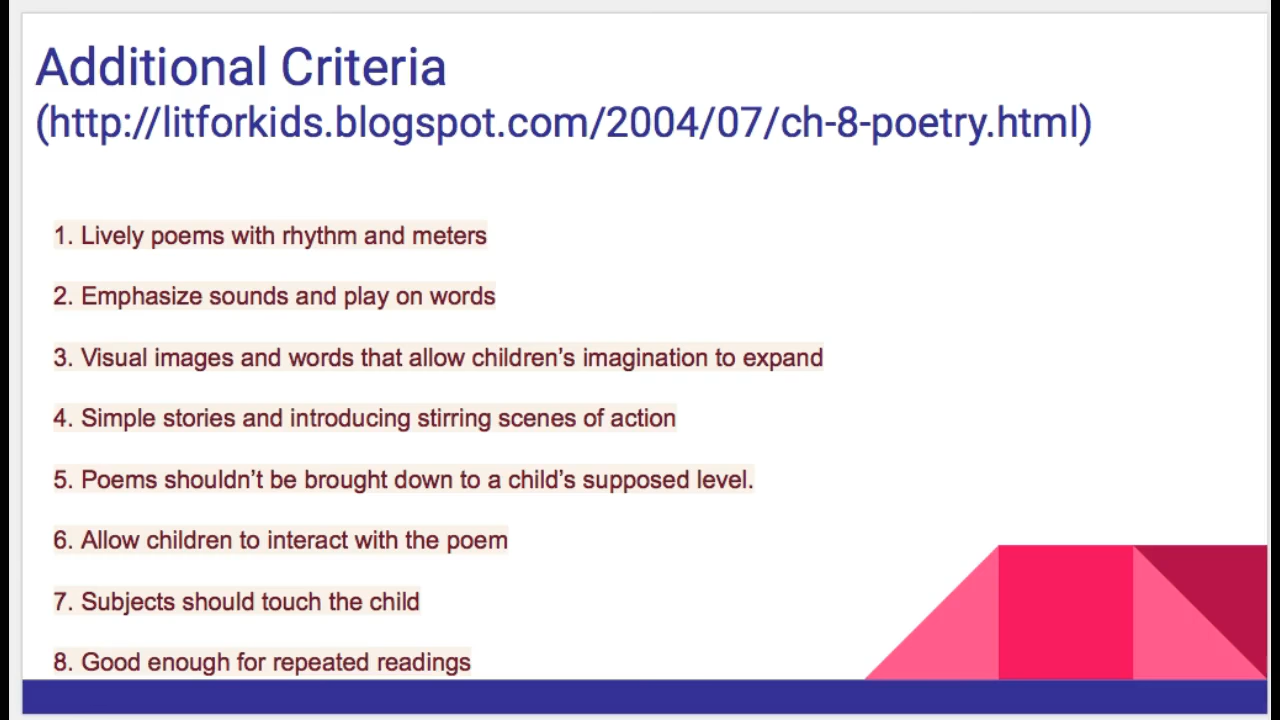 Additional Criteria
(http://litforkids.blogspot.com/2004/07/ch-8-poetry.html)
1. Lively poems with rhythm and meters
2. Emphasize sounds and play on words
3. Visual images and words that allow children’s imagination to expand
4. Simple stories and introducing stirring scenes of action
5. Poems shouldn’t be brought down to a child’s supposed level.
6. Allow children to interact with the poem
7. Subjects should touch the child
8. Good enough for repeated readings